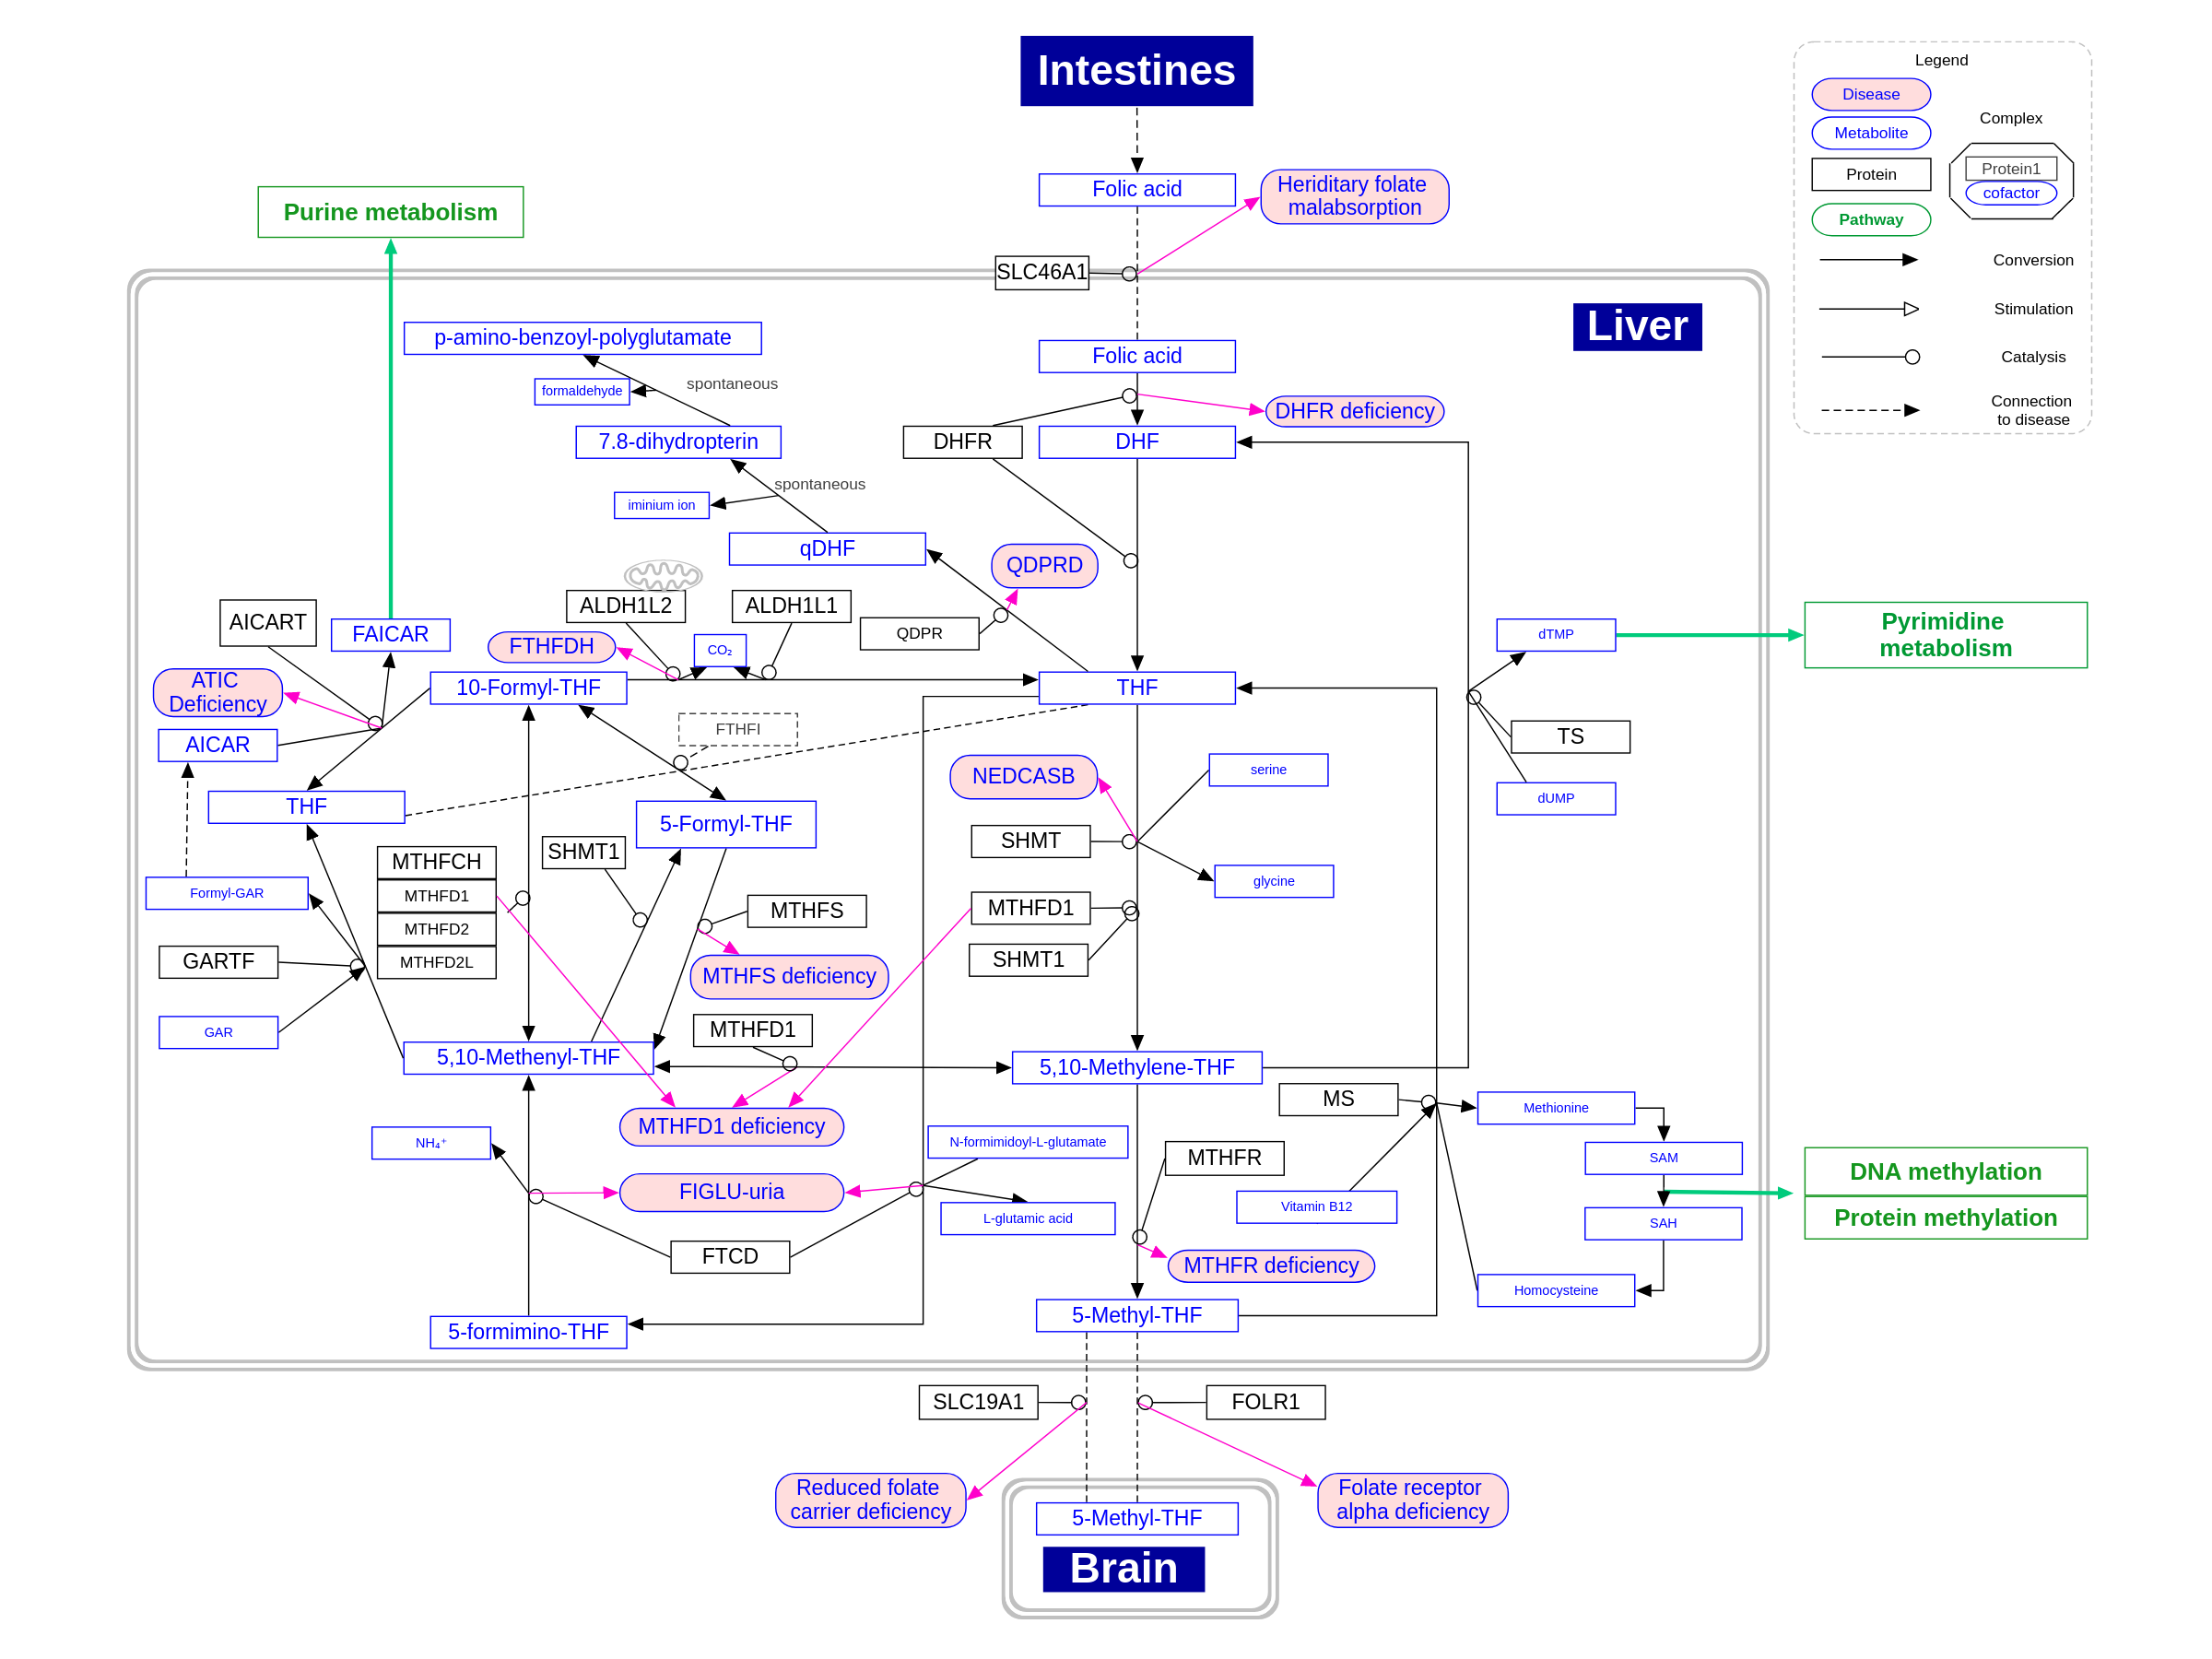 Intestines
Legend
Disease
Metabolite
Complex
Protein
Protein1
cofactor
Pathway
Conversion
Stimulation
Catalysis
Connection
to disease
Folic acid
Heriditary folate
malabsorption
Purine metabolism
SLC46A1
Liver
p-amino-benzoyl-polyglutamate
Folic acid
formaldehyde
spontaneous
DHFR deficiency
7.8-dihydropterin
DHFR
DHF
spontaneous
iminium ion
qDHF
QDPRD
ALDH1L2
ALDH1L1
AICART
FAICAR
QDPR
FTHFDH
CO₂
dTMP
Pyrimidine
metabolism
ATIC
Deficiency
10-Formyl-THF
THF
FTHFI
TS
AICAR
NEDCASB
serine
dUMP
THF
5-Formyl-THF
SHMT
SHMT1
MTHFCH
glycine
Formyl-GAR
MTHFD1
MTHFS
MTHFD1
MTHFD2
GARTF
MTHFD2L
SHMT1
MTHFS deficiency
GAR
MTHFD1
5,10-Methenyl-THF
5,10-Methylene-THF
MS
Methionine
MTHFD1 deficiency
NH₄⁺
N-formimidoyl-L-glutamate
MTHFR
SAM
DNA methylation
FIGLU-uria
Vitamin B12
L-glutamic acid
SAH
Protein methylation
FTCD
MTHFR deficiency
Homocysteine
5-formimino-THF
5-Methyl-THF
SLC19A1
FOLR1
Reduced folate
carrier deficiency
Folate receptor
alpha deficiency
5-Methyl-THF
Brain